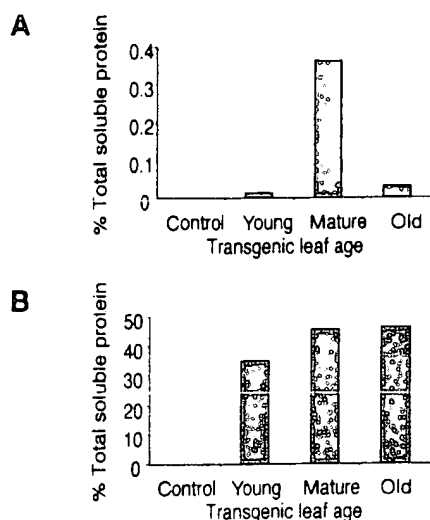 A
% Total soluble protein
0.4
0.3
0.2
0.1
0
Control Young Mature Old
Transgenic leaf age
B
% Total soluble protein
50
40
30
20
10
0
Control Young Mature Old
Transgenic leaf age